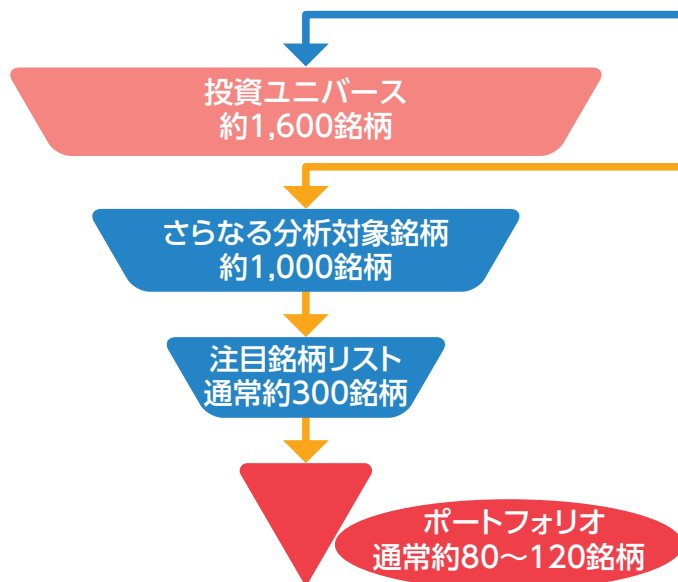 投資ユニバース
約1,600銘柄
さらなる分析対象銘柄
約1,000銘柄
注目銘柄リスト
通常約300銘柄
ポートフォリオ
通常約80～120銘柄